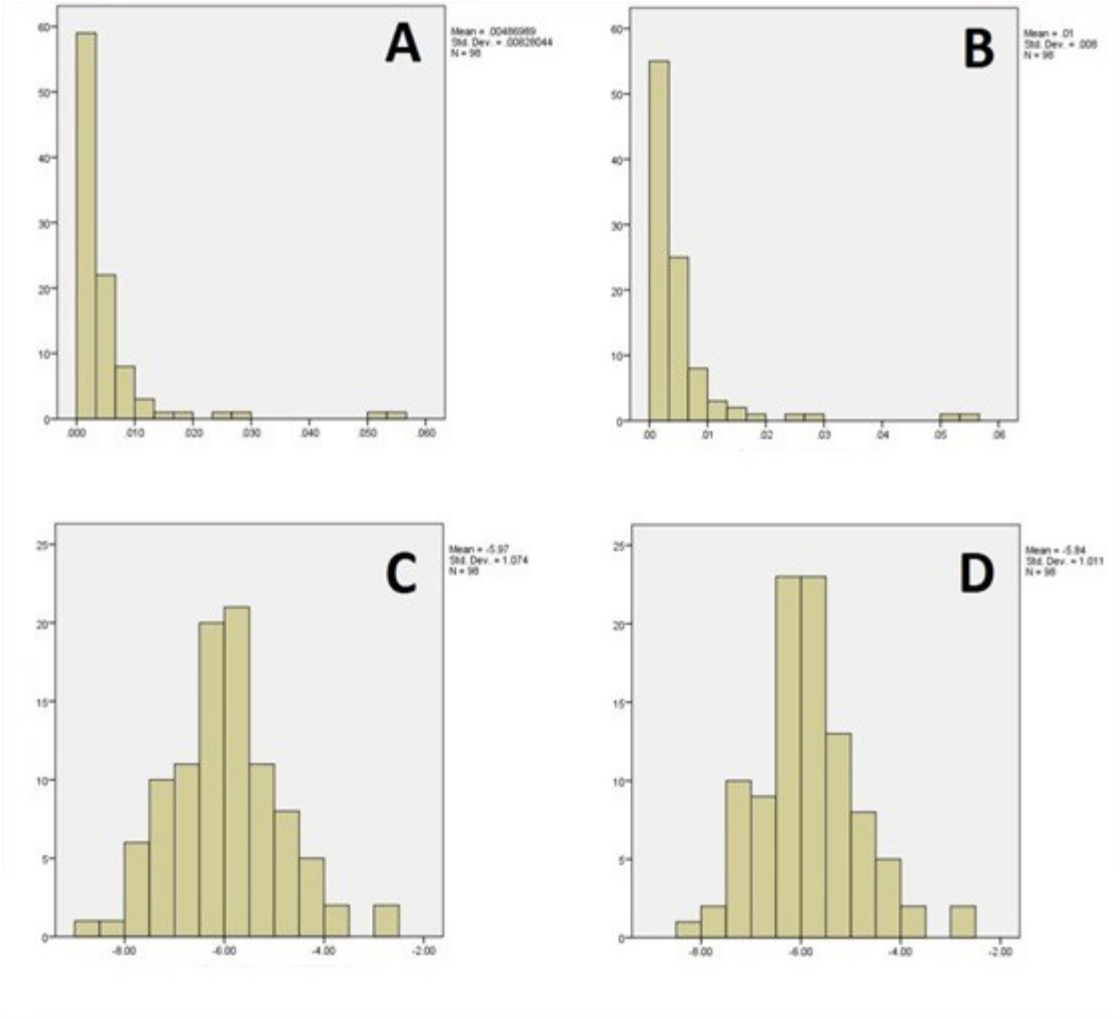 A
Mean = .00486989
Std. Dev. = .00828044
N = 98
60
50
40
30
20
10
0
.000 .010 .020 .030 .040 .050 .060
B
Mean = .01
Std. Dev. = .008
N = 98
60
50
40
30
20
10
0
.00 .01 .02 .03 .04 .05 .06
C
Mean = -5.97
Std. Dev. = 1.074
N = 98
25
20
15
10
5
0
-8.00 -6.00 -4.00 -2.00
D
Mean = -5.84
Std. Dev. = 1.011
N = 98
25
20
15
10
5
0
-8.00 -6.00 -4.00 -2.00